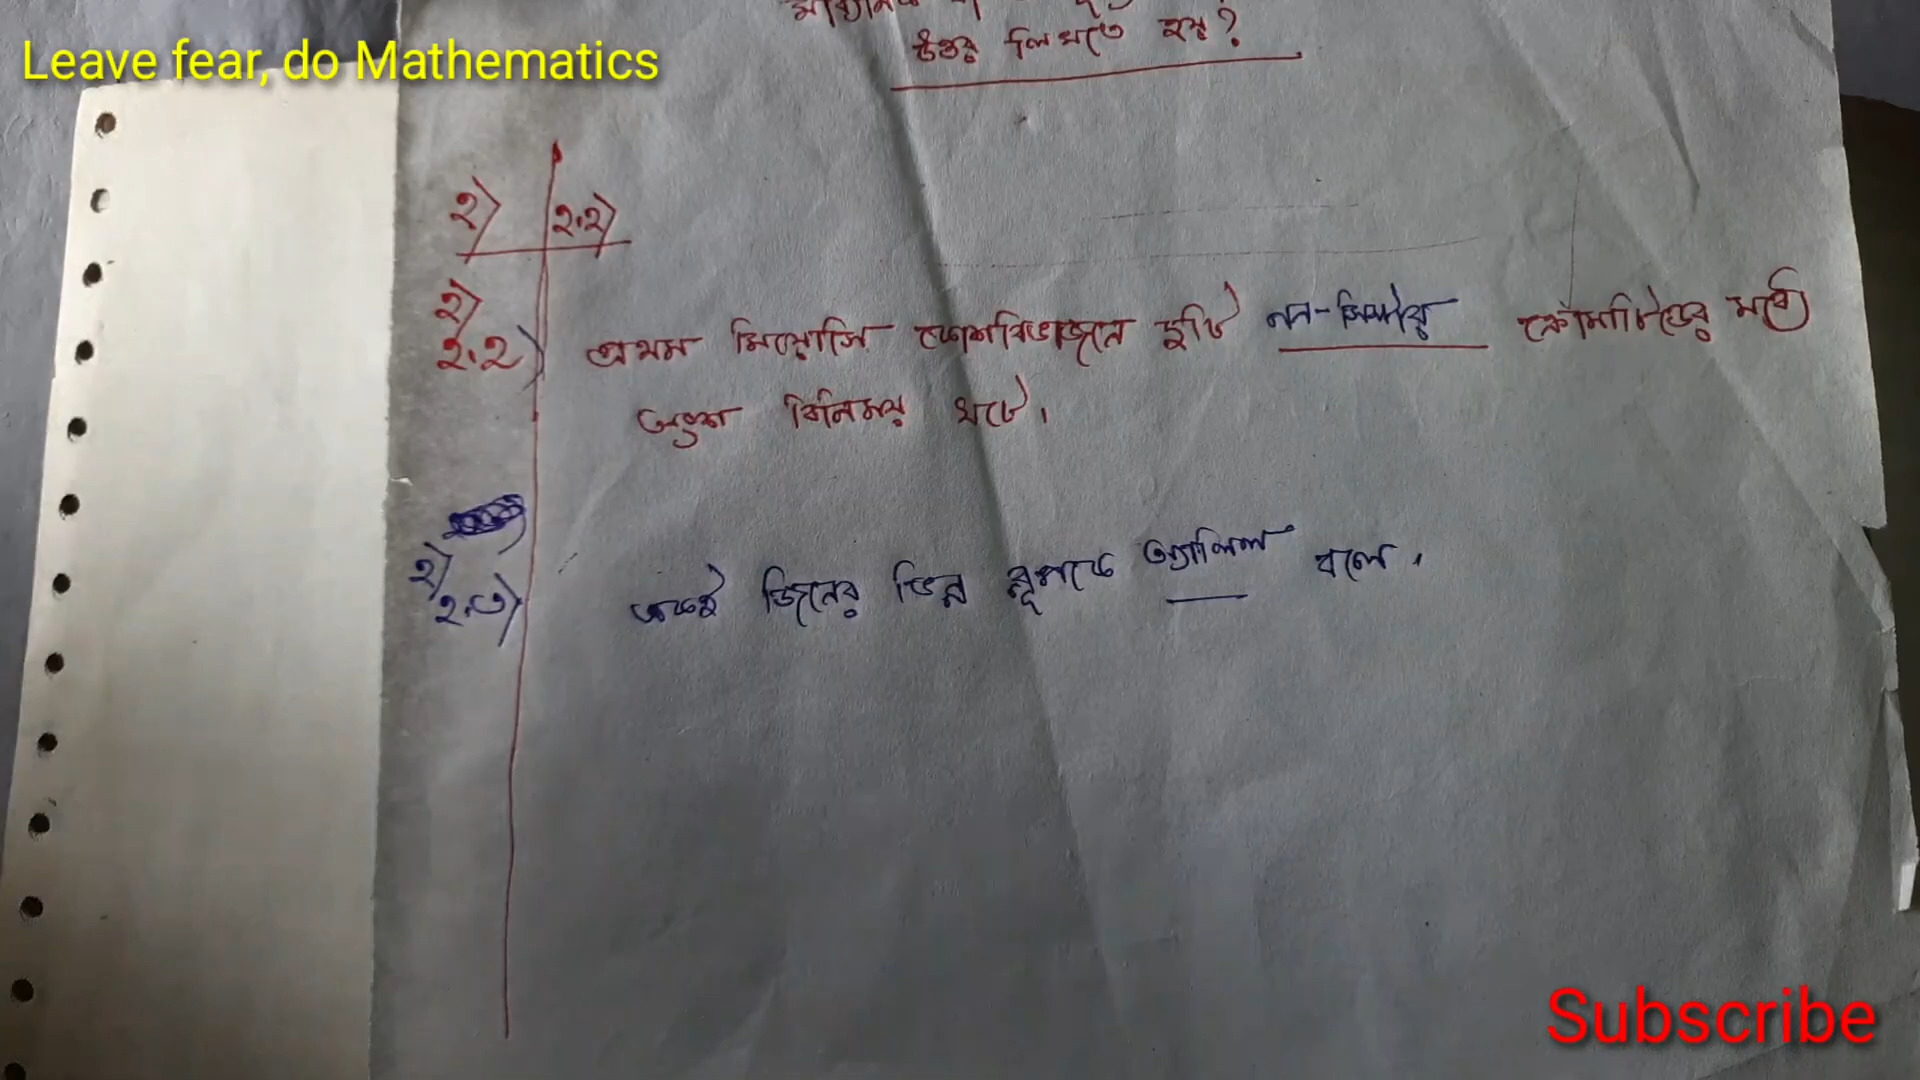 Leave fear, do Mathematics
উত্তর লিখতে হয়?
২) ২.২)
২)
২.২) প্রথম মিয়োসিস কোশবিভাজনে দুটি নন-সিস্টার ক্রোমাটিডের মধ্যে
অংশ বিনিময় ঘটে।
২)
২.৩) একই জিনের ভিন্ন রূপকে অ্যালিল বলে।
Subscribe